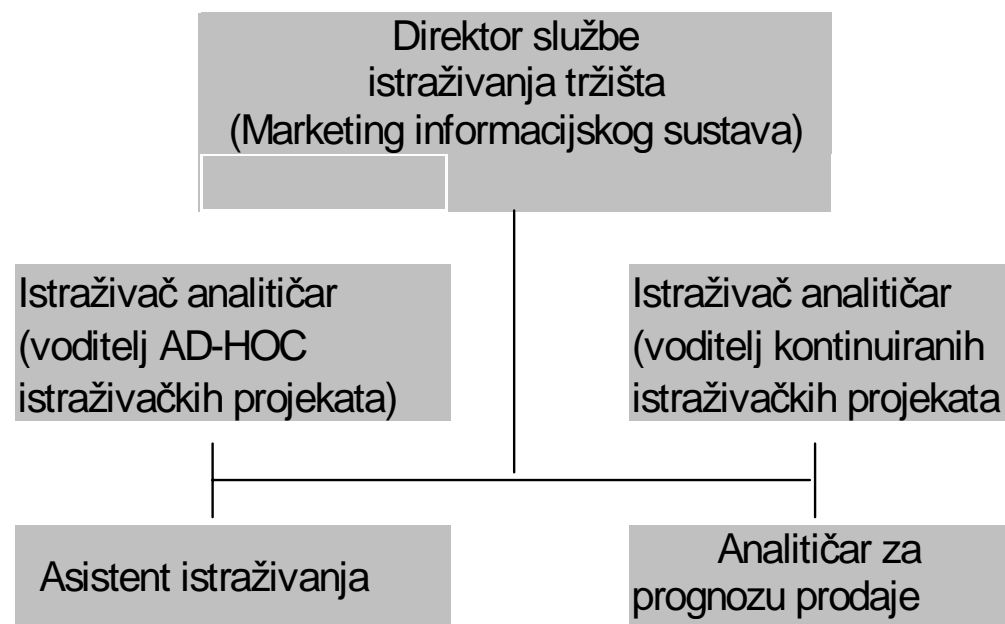 Direktor službe
istraživanja tržišta
(Marketing informacijskog sustava)
Istraživač analitičar
(voditelj AD-HOC
istraživačkih projekata)
Istraživač analitičar
(voditelj kontinuiranih
istraživačkih projekata
Asistent istraživanja
Analitičar za
prognozu prodaje